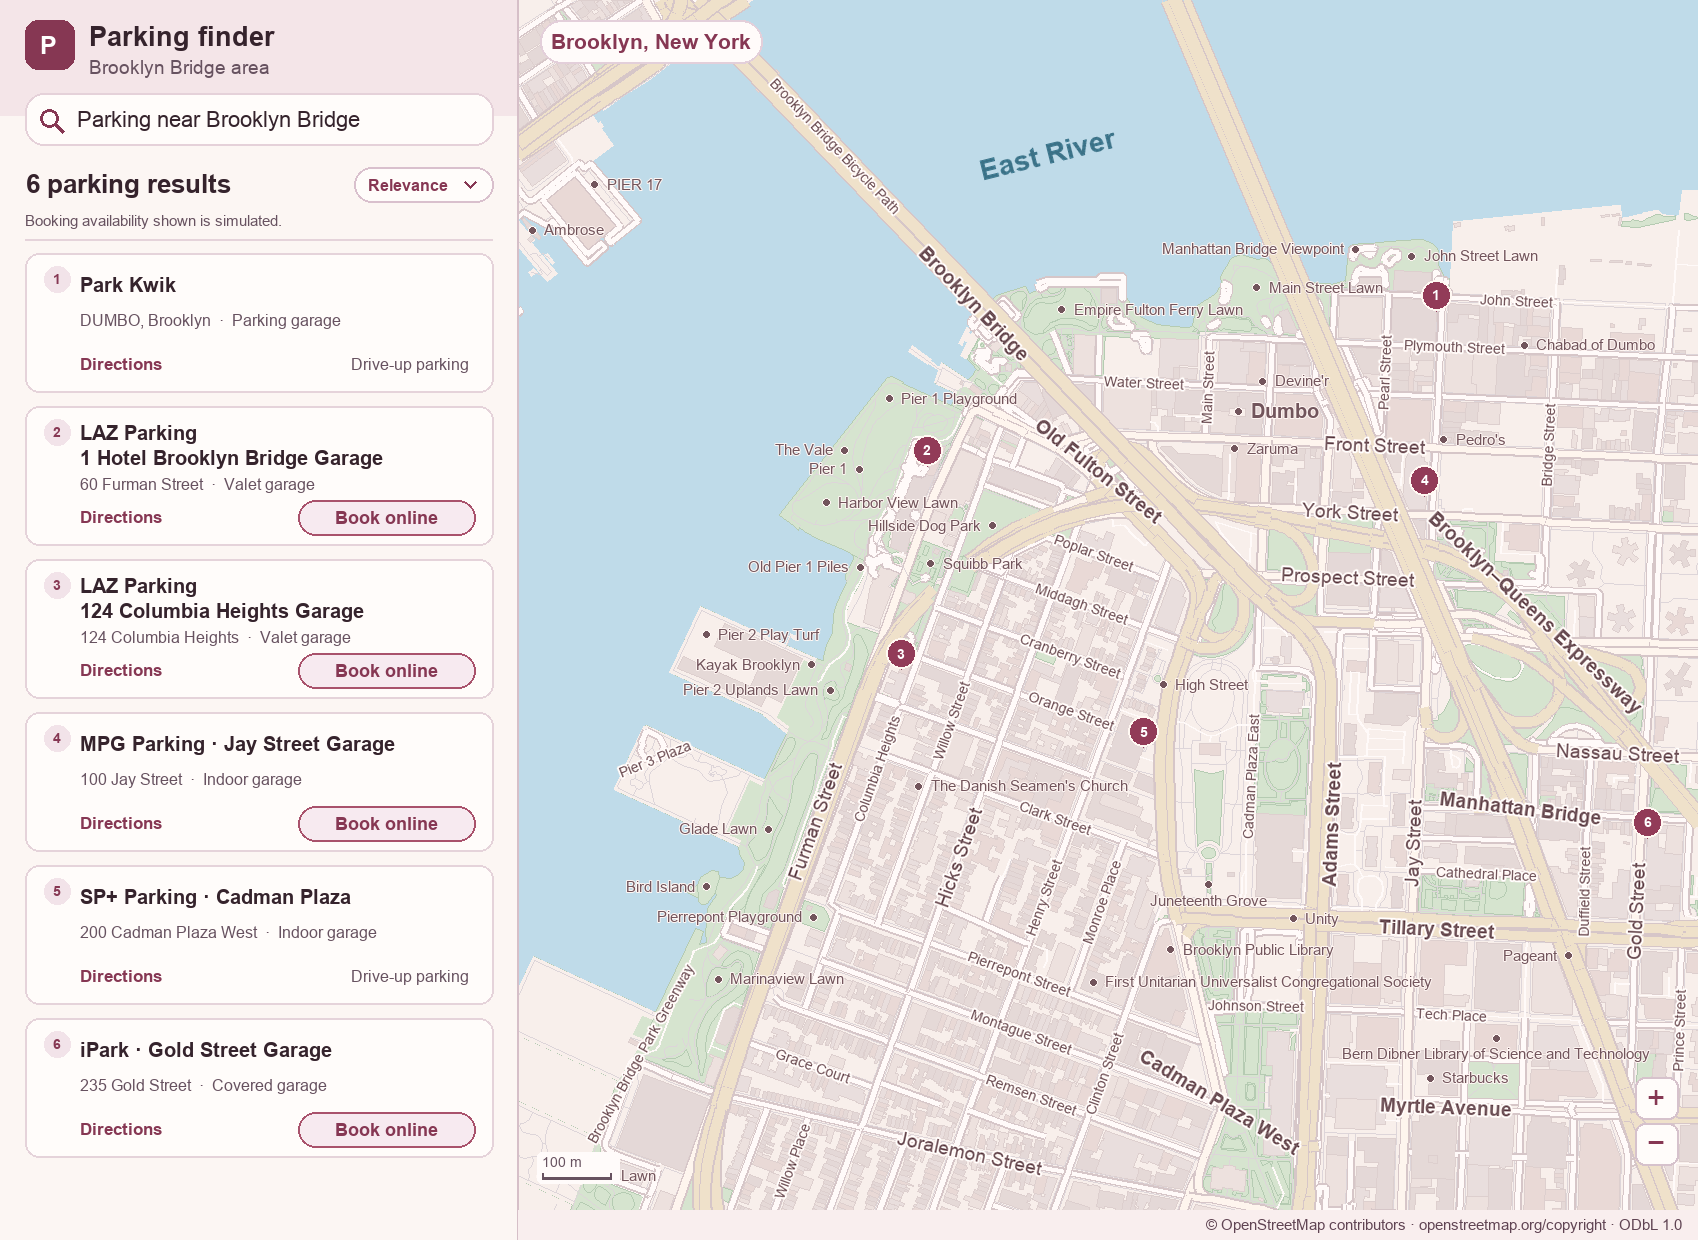 P
Parking finder
Brooklyn Bridge area
Parking near Brooklyn Bridge
6 parking results
Relevance
Booking availability shown is simulated.
1
Park Kwik
DUMBO, Brooklyn · Parking garage
Directions
Drive-up parking
2
LAZ Parking
1 Hotel Brooklyn Bridge Garage
60 Furman Street · Valet garage
Directions
Book online
3
LAZ Parking
124 Columbia Heights Garage
124 Columbia Heights · Valet garage
Directions
Book online
4
MPG Parking · Jay Street Garage
100 Jay Street · Indoor garage
Directions
Book online
5
SP+ Parking · Cadman Plaza
200 Cadman Plaza West · Indoor garage
Directions
Drive-up parking
6
iPark · Gold Street Garage
235 Gold Street · Covered garage
Directions
Book online
Brooklyn, New York
Brooklyn Bridge Bicycle Path
East River
PIER 17
Ambrose
Brooklyn Bridge
Manhattan Bridge Viewpoint
John Street Lawn
Main Street Lawn
1
John Street
Empire Fulton Ferry Lawn
Plymouth Street
Chabad of Dumbo
Pearl Street
Water Street
Main Street
Devine'r
Dumbo
Pier 1 Playground
Old Fulton Street
Front Street
Pedro's
Zaruma
Bridge Street
The Vale
2
Pier 1
4
Harbor View Lawn
Hillside Dog Park
York Street
Brooklyn–Queens Expressway
Poplar Street
Old Pier 1 Piles
Squibb Park
Prospect Street
Middagh Street
Pier 2 Play Turf
Cranberry Street
3
Kayak Brooklyn
Pier 2 Uplands Lawn
High Street
Orange Street
Willow Street
5
Columbia Heights
Cadman Plaza East
Nassau Street
Pier 3 Plaza
The Danish Seamen's Church
Furman Street
Clark Street
Adams Street
Jay Street
Manhattan Bridge
6
Glade Lawn
Hicks Street
Cathedral Place
Duffield Street
Gold Street
Bird Island
Henry Street
Monroe Place
Juneteenth Grove
Pierrepont Playground
Unity
Tillary Street
Brooklyn Public Library
Pageant
Pierrepont Street
Marinaview Lawn
First Unitarian Universalist Congregational Society
Johnson Street
Tech Place
Prince Street
Brooklyn Bridge Park Greenway
Montague Street
Bern Dibner Library of Science and Technology
Grace Court
Remsen Street
Clinton Street
Cadman Plaza West
Starbucks
Myrtle Avenue
+
−
Joralemon Street
Willow Place
100 m
Lawn
© OpenStreetMap contributors · openstreetmap.org/copyright · ODbL 1.0